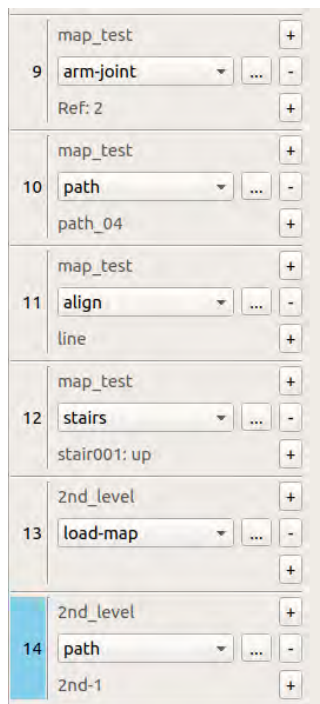 map_test
+
9 arm-joint ... -
Ref: 2 +
map_test +
10 path ... -
path_04 +
map_test +
11 align ... -
line +
map_test +
12 stairs ... -
stair001: up +
2nd_level +
13 load-map ... -
+
2nd_level +
14 path ... -
2nd-1 +